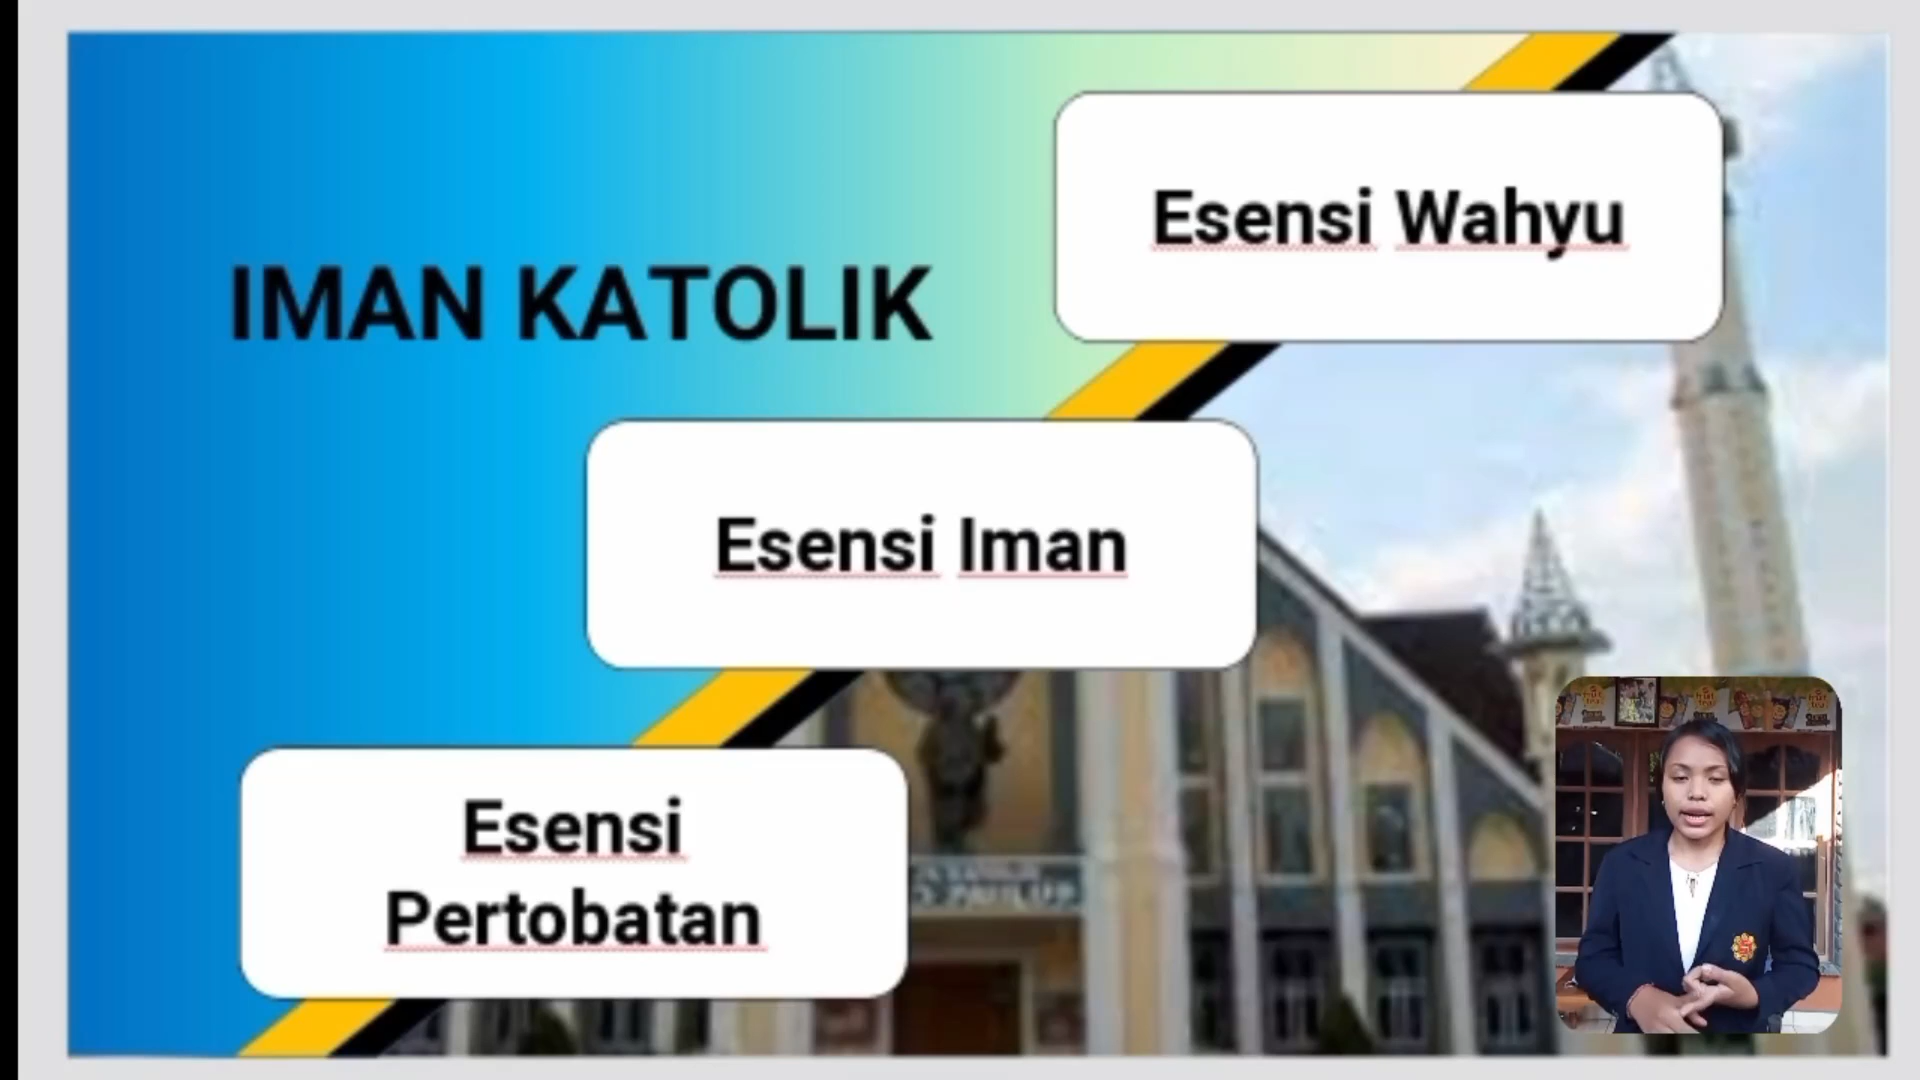 IMAN KATOLIK
Esensi Wahyu
Esensi Iman
Esensi
Pertobatan